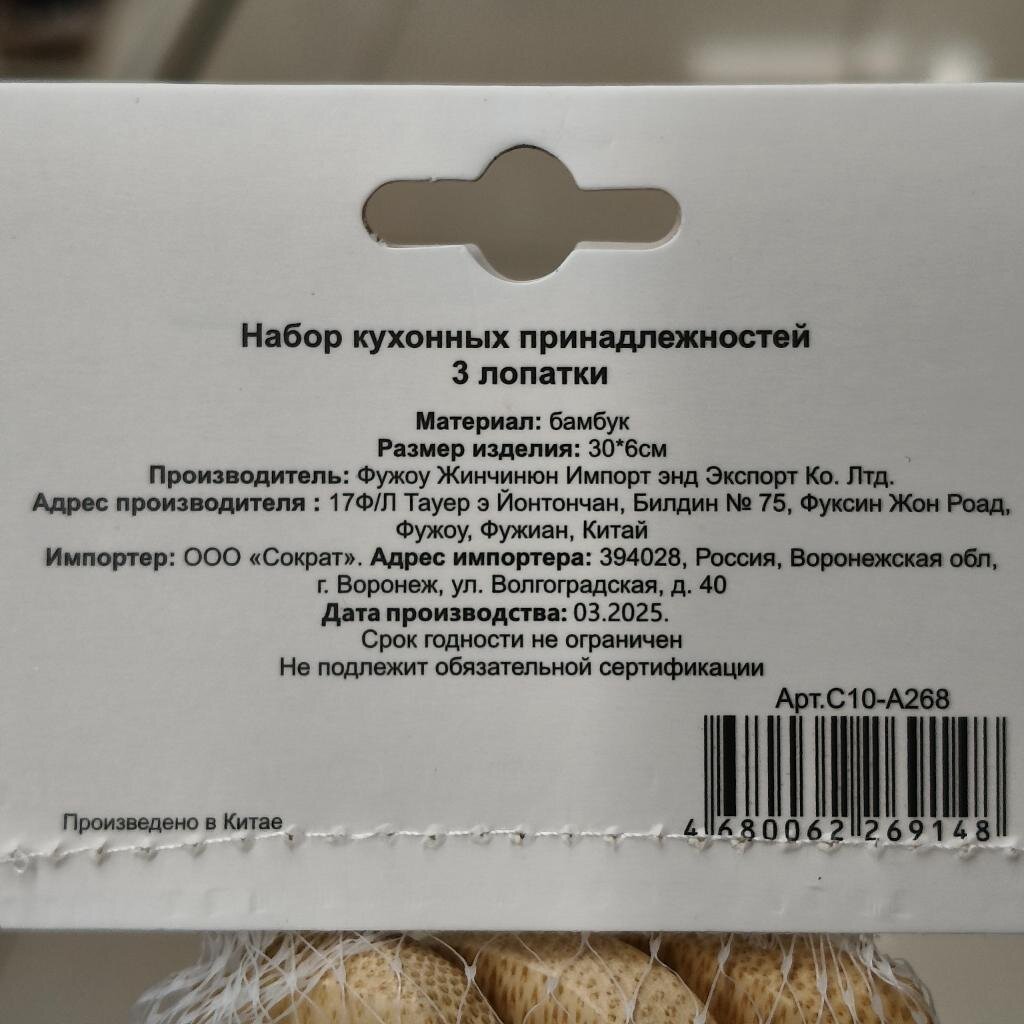 Набор кухонных принадлежностей
3 лопатки
Материал: бамбук
Размер изделия: 30*6см
Производитель: Фужоу Жинчинюн Импорт энд Экспорт Ко. Лтд.
Адрес производителя : 17Ф/Л Тауер э Йонтончан, Билдин № 75, Фуксин Жон Роад,
Фужоу, Фужиан, Китай
Импортер: ООО «Сократ». Адрес импортера: 394028, Россия, Воронежская обл,
г. Воронеж, ул. Волгоградская, д. 40
Дата производства: 03.2025.
Срок годности не ограничен
Не подлежит обязательной сертификации
Арт.С10-А268
4 680062 269148
Произведено в Китае